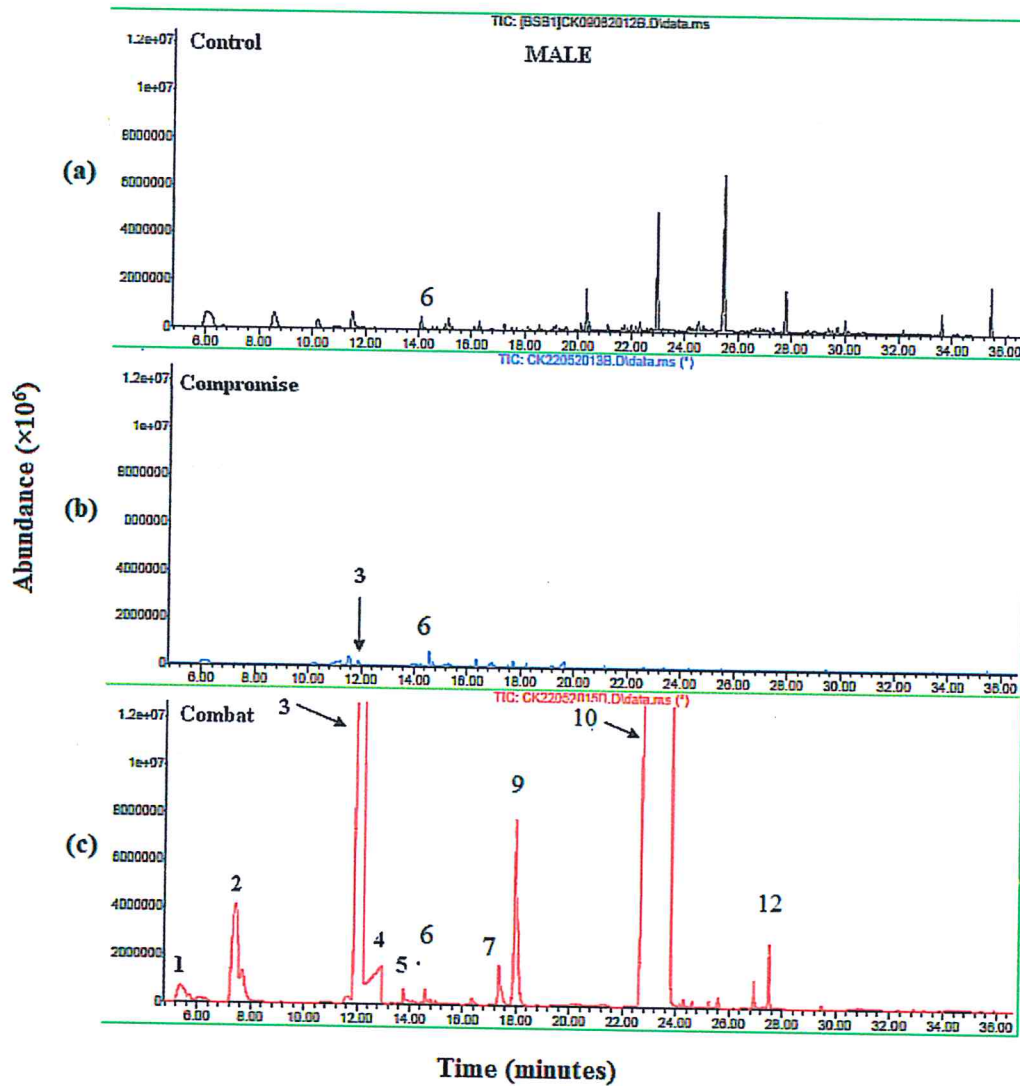 TIC: [BSB1]CK09082012B.D\data.ms
Control
MALE
1.2e+07
1e+07
8000000
6000000
4000000
2000000
0
(a)
6
6.00 8.00 10.00 12.00 14.00 16.00 18.00 20.00 22.00 24.00 26.00 28.00 30.00 32.00 34.00 36.00
TIC: CK22052013B.D\data.ms (*)
Compromise
1.2e+07
1e+07
8000000
000000
4000000
2000000
0
(b)
Abundance (×10⁶)
3
6
6.00 8.00 10.00 12.00 14.00 16.00 18.00 20.00 22.00 24.00 26.00 28.00 30.00 32.00 34.00 36.00
TIC: CK22052015D.D\data.ms (*)
Combat
1.2e+07
1e+07
8000000
6000000
4000000
2000000
0
(c)
3
10
9
2
12
1
4
5
6
7
6.00 8.00 10.00 12.00 14.00 16.00 18.00 20.00 22.00 24.00 26.00 28.00 30.00 32.00 34.00 36.00
Time (minutes)